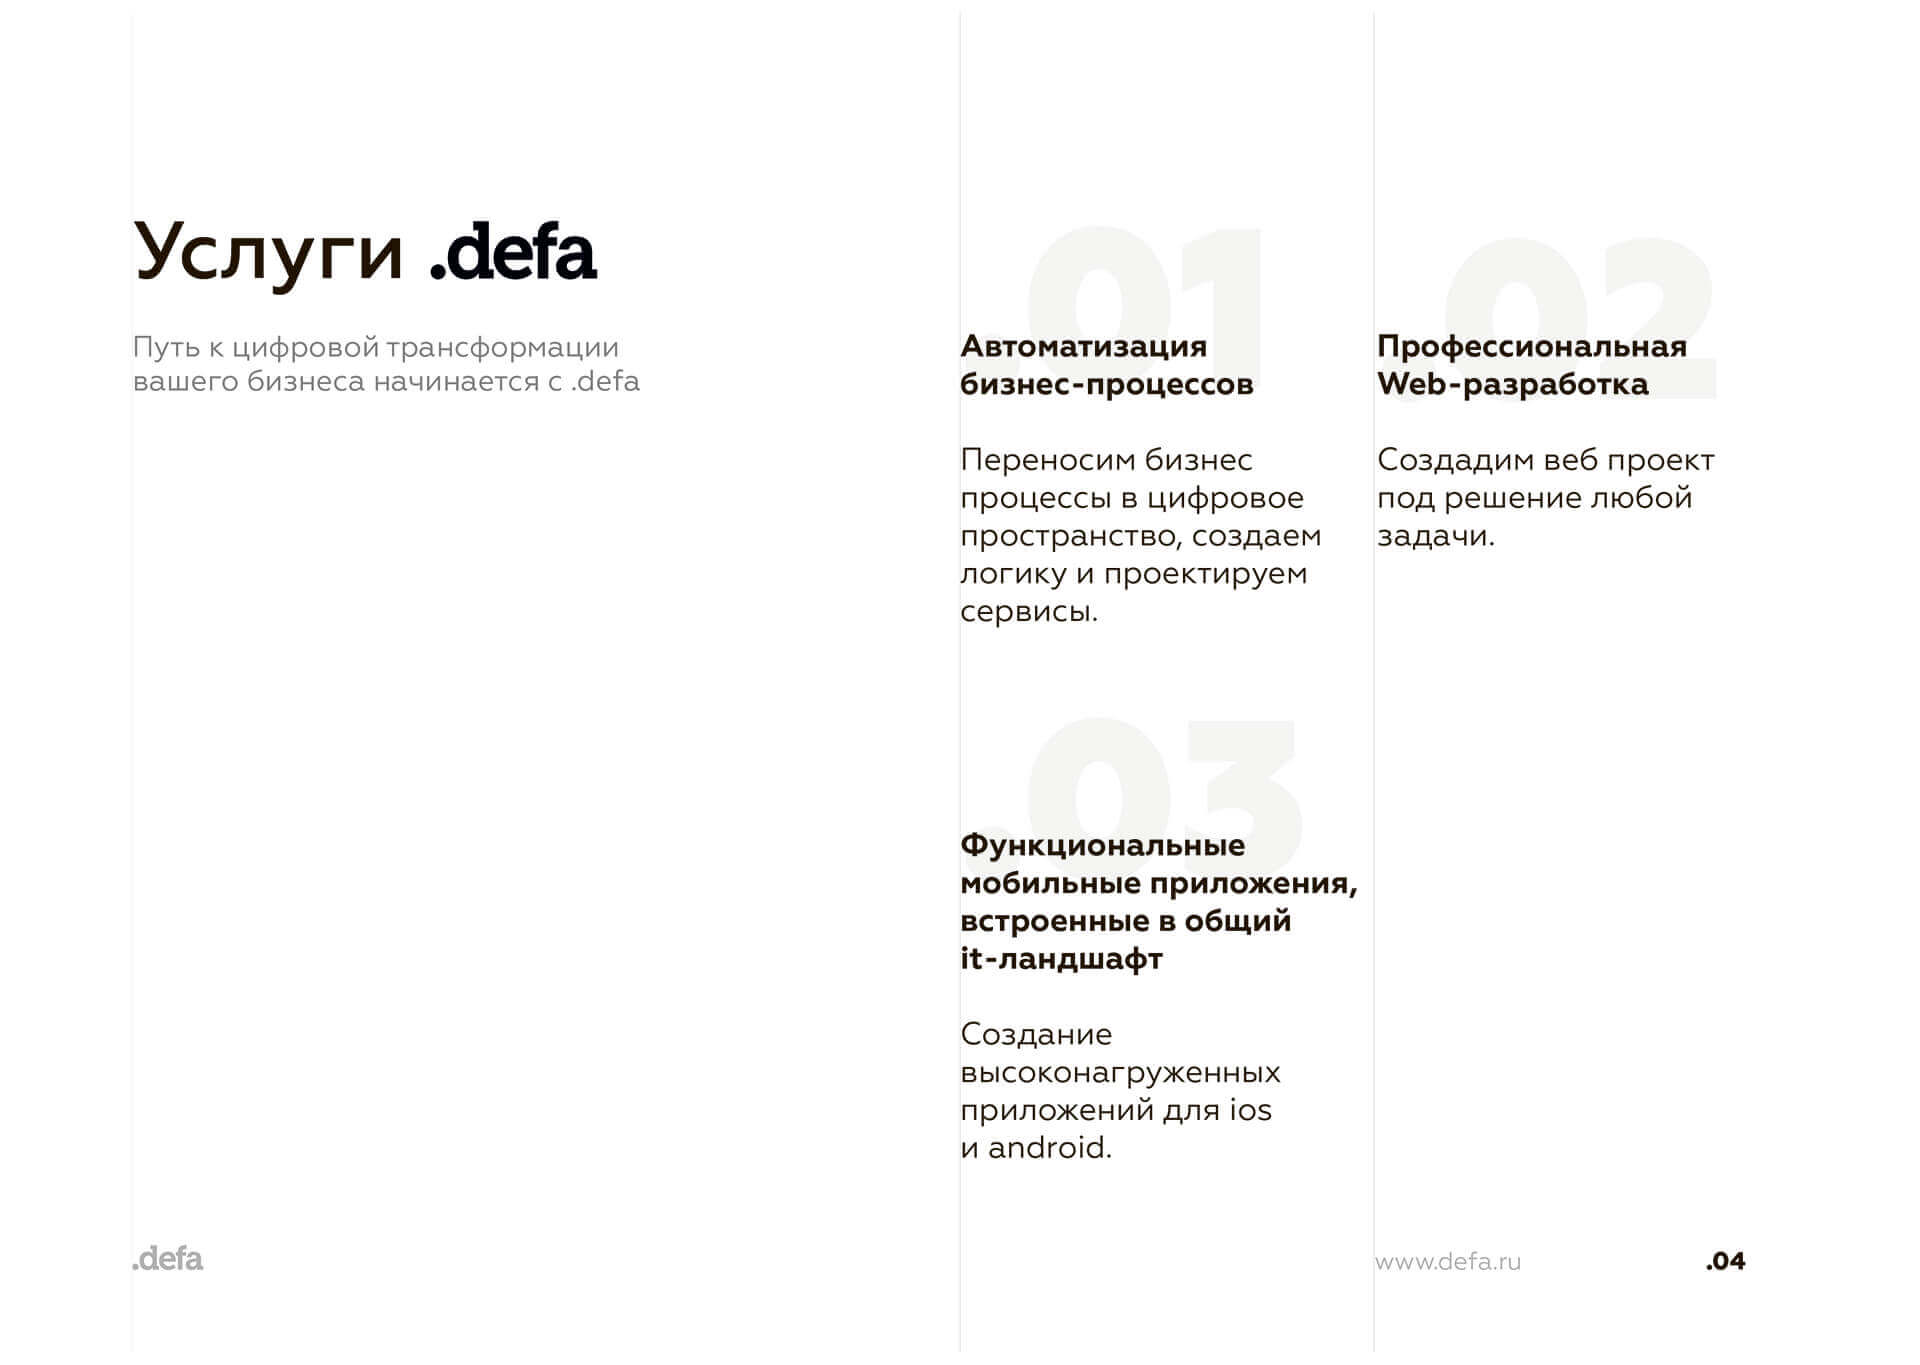 Услуги .defa
Путь к цифровой трансформации
вашего бизнеса начинается с .defa
.01
Автоматизация
бизнес-процессов
Переносим бизнес
процессы в цифровое
пространство, создаем
логику и проектируем
сервисы.
.02
Профессиональная
Web-разработка
Создадим веб проект
под решение любой
задачи.
.03
Функциональные
мобильные приложения,
встроенные в общий
it-ландшафт
Создание
высоконагруженных
приложений для ios
и android.
.defa
www.defa.ru
.04